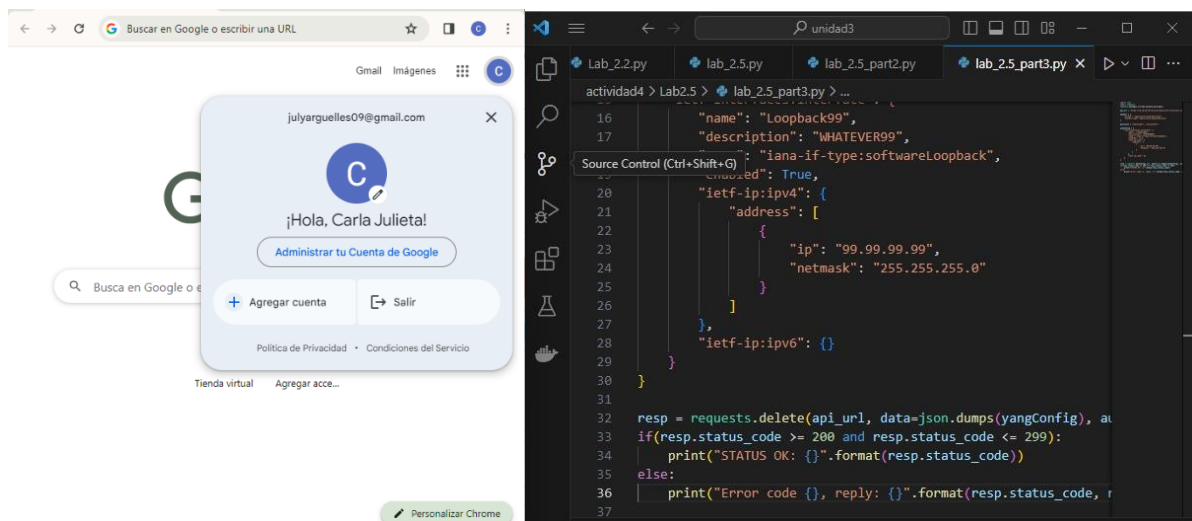 Buscar en Google o escribir una URL
Gmail Imágenes
C
julyarguelles09@gmail.com
C
¡Hola, Carla Julieta!
Administrar tu Cuenta de Google
Busca en Google o e
Agregar cuenta
Salir
Política de Privacidad • Condiciones del Servicio
Tienda virtual Agregar acce...
Personalizar Chrome
unidad3
Lab_2.2.py lab_2.5.py lab_2.5_part2.py lab_2.5_part3.py
actividad4 > Lab2.5 > lab_2.5_part3.py > ...
16 "name": "Loopback99",
17 "description": "WHATEVER99",
"iana-if-type:softwareLoopback",
Source Control (Ctrl+Shift+G)
True,
20 "ietf-ip:ipv4": {
21 "address": [
22 {
23 "ip": "99.99.99.99",
24 "netmask": "255.255.255.0"
25 }
26 ]
27 },
28 "ietf-ip:ipv6": {}
29 }
30 }
31
32 resp = requests.delete(api_url, data=json.dumps(yangConfig), au
33 if(resp.status_code >= 200 and resp.status_code <= 299):
34 print("STATUS OK: {}".format(resp.status_code))
35 else:
36 print("Error code {}, reply: {}".format(resp.status_code, r
37